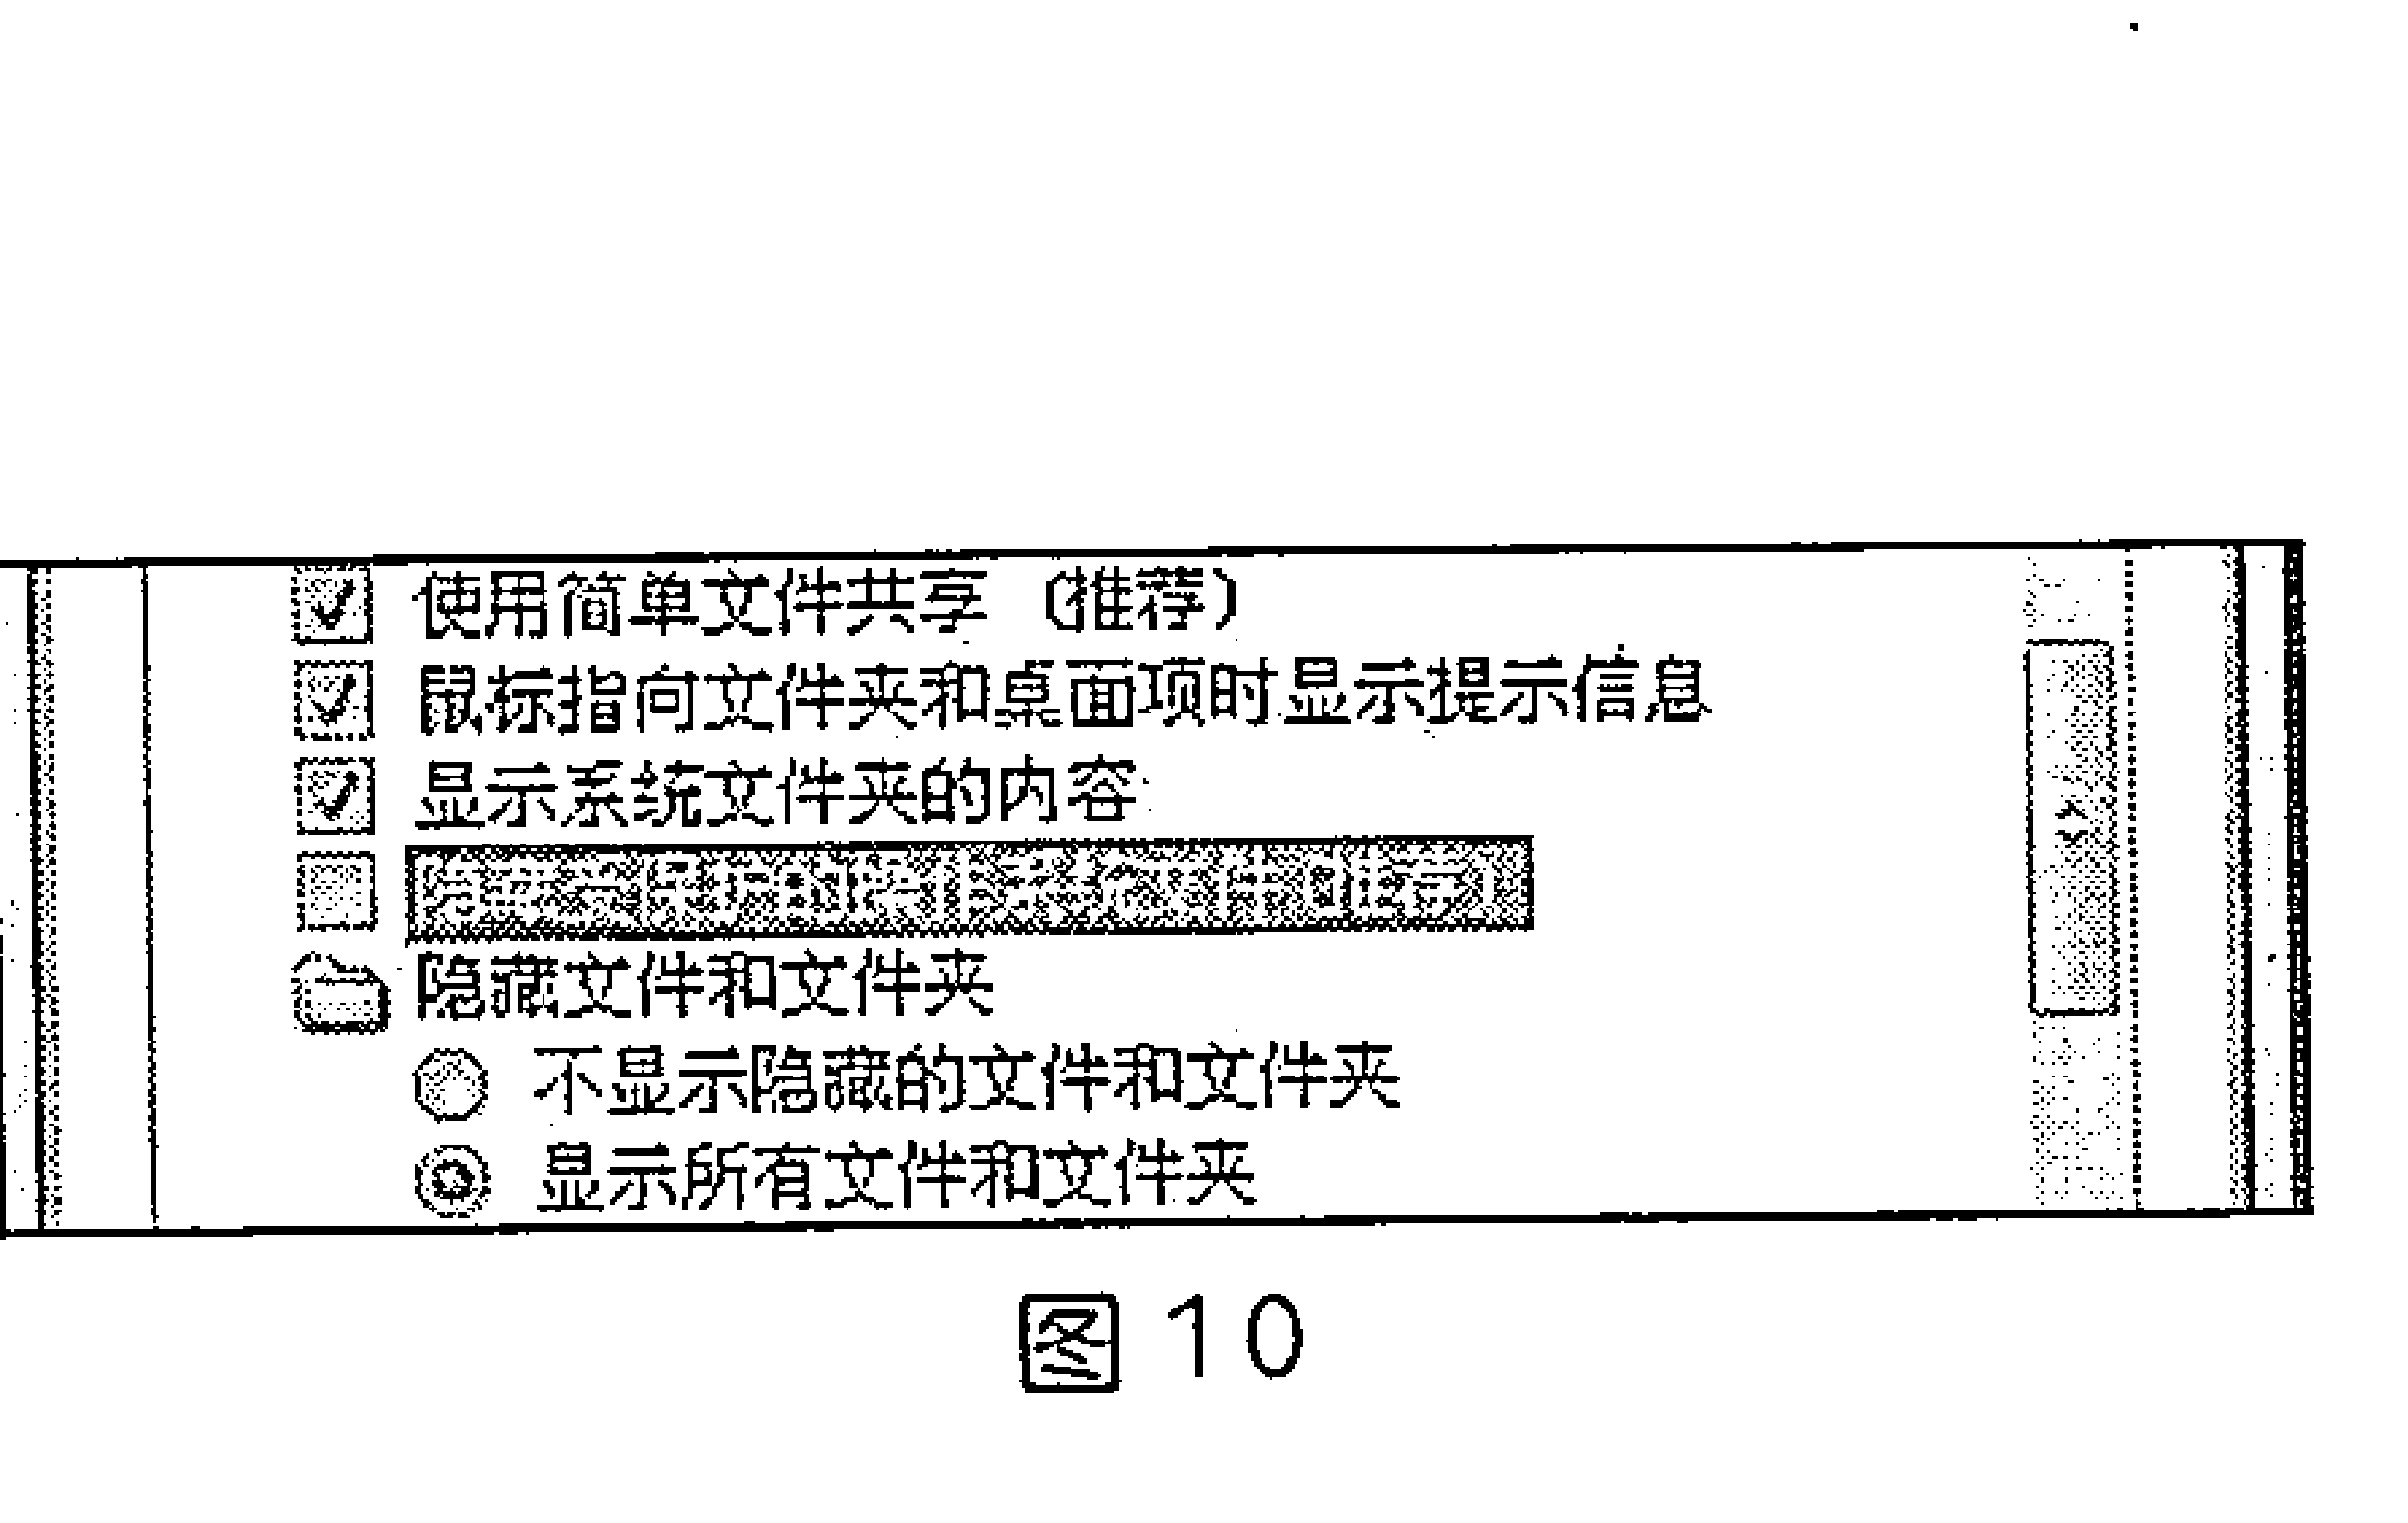 使用简单文件共享 (推荐)
鼠标指向文件夹和桌面项时显示提示信息
显示系统文件夹的内容
隐藏文件和文件夹
不显示隐藏的文件和文件夹
显示所有文件和文件夹
图 10